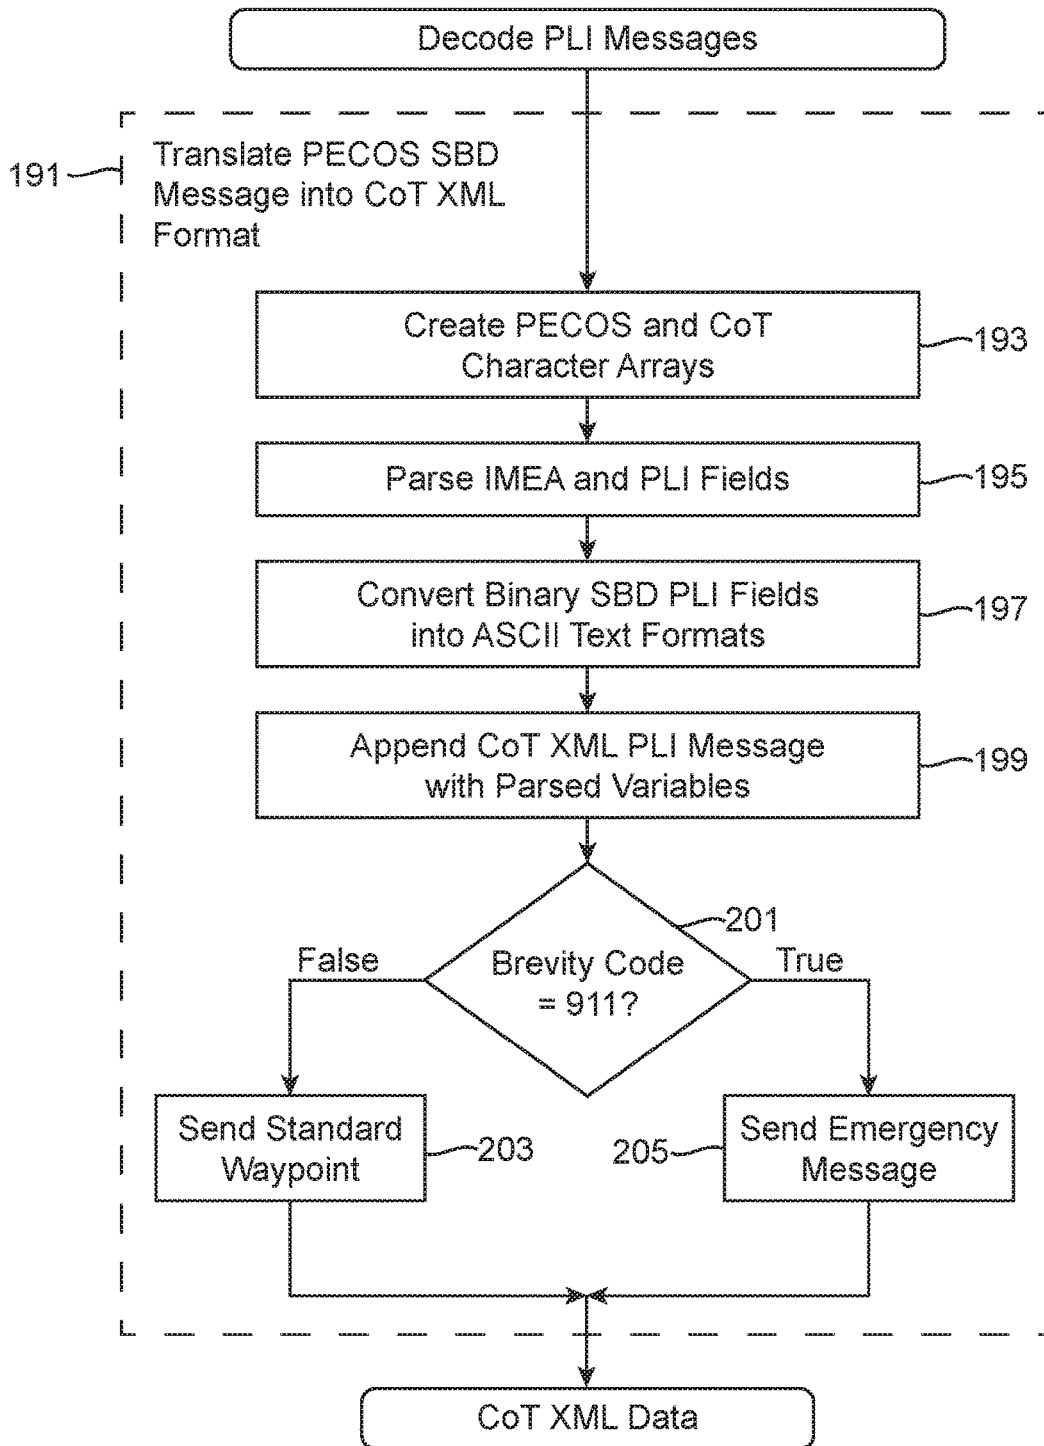 Decode PLI Messages
191
Translate PECOS SBD
Message into CoT XML
Format
Create PECOS and CoT
Character Arrays
193
Parse IMEA and PLI Fields
195
Convert Binary SBD PLI Fields
into ASCII Text Formats
197
Append CoT XML PLI Message
with Parsed Variables
199
201
False
Brevity Code
= 911?
True
Send Standard
Waypoint
203
205
Send Emergency
Message
CoT XML Data